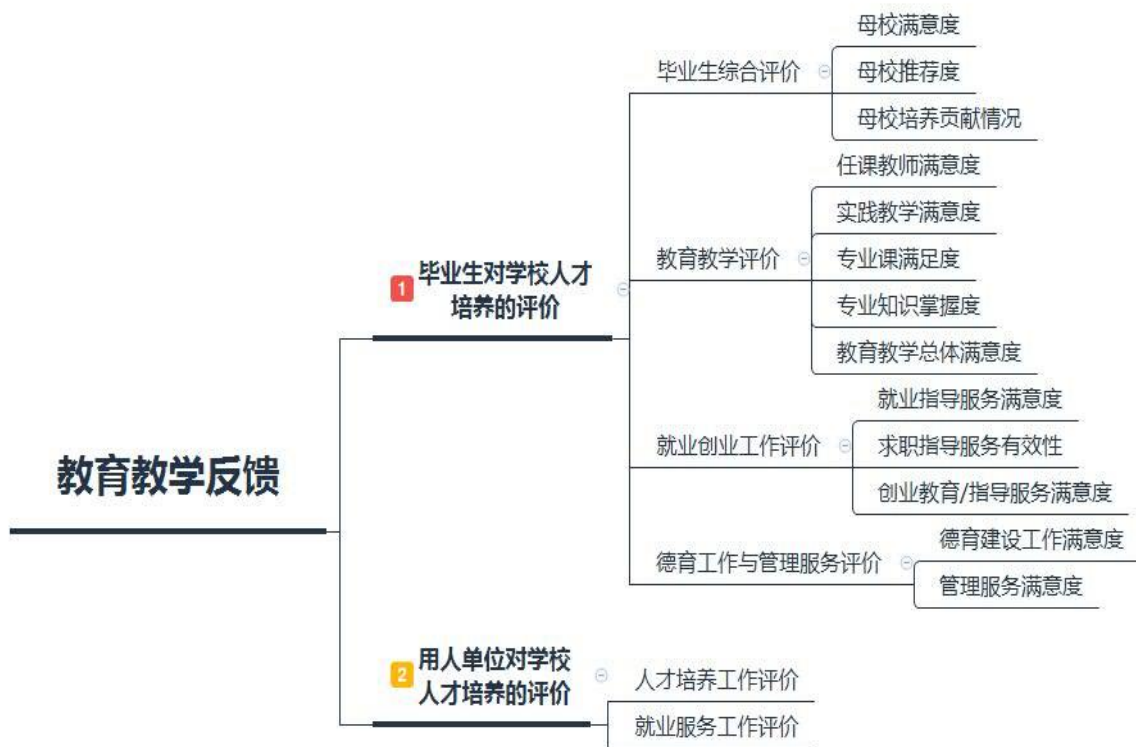 教育教学反馈
1
毕业生对学校人才
培养的评价
毕业生综合评价
母校满意度
母校推荐度
母校培养贡献情况
教育教学评价
任课教师满意度
实践教学满意度
专业课满足度
专业知识掌握度
教育教学总体满意度
就业创业工作评价
就业指导服务满意度
求职指导服务有效性
创业教育/指导服务满意度
德育工作与管理服务评价
德育建设工作满意度
管理服务满意度
2
用人单位对学校
人才培养的评价
人才培养工作评价
就业服务工作评价